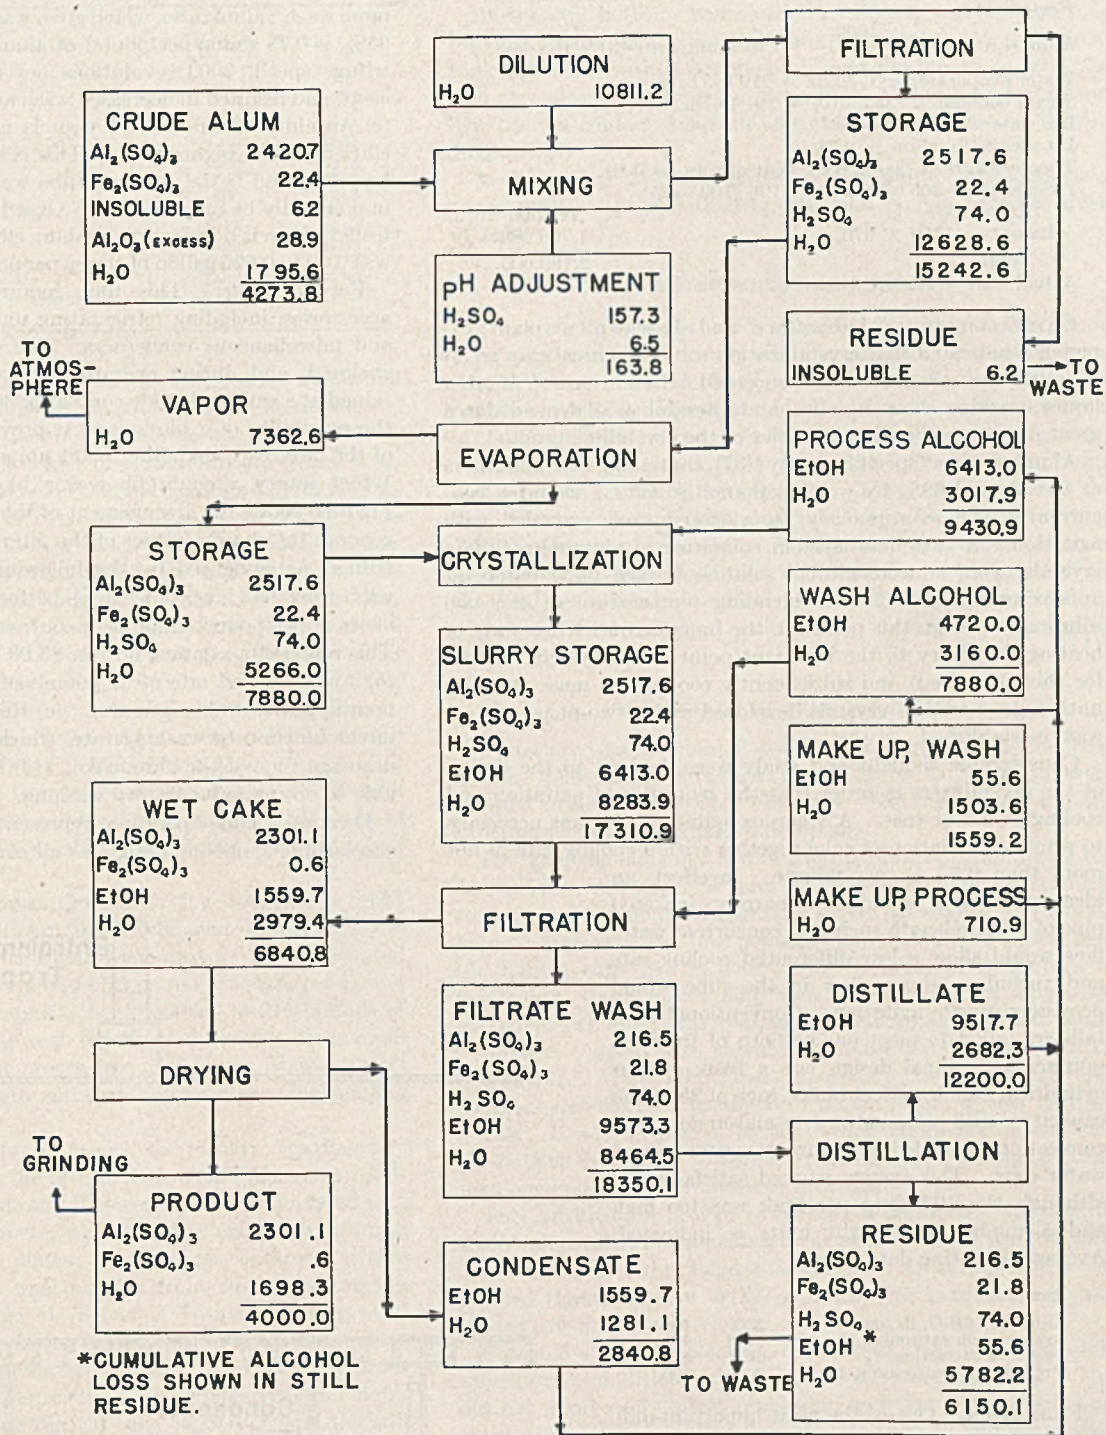 DILUTION
H₂O 10811.2
FILTRATION
CRUDE ALUM
Al₂(SO₄)₃ 2420.7
Fe₂(SO₄)₃ 22.4
INSOLUBLE 6.2
Al₂O₃(EXCESS) 28.9
H₂O 1795.6
4273.8
MIXING
STORAGE
Al₂(SO₄)₃ 2517.6
Fe₂(SO₄)₃ 22.4
H₂SO₄ 74.0
H₂O 12628.6
15242.6
pH ADJUSTMENT
H₂SO₄ 157.3
H₂O 6.5
163.8
RESIDUE
INSOLUBLE 6.2
TO
WASTE
TO
ATMOS-
PHERE
VAPOR
H₂O 7362.6
EVAPORATION
PROCESS ALCOHOL
EtOH 6413.0
H₂O 3017.9
9430.9
STORAGE
Al₂(SO₄)₃ 2517.6
Fe₂(SO₄)₃ 22.4
H₂SO₄ 74.0
H₂O 5266.0
7880.0
CRYSTALLIZATION
WASH ALCOHOL
EtOH 4720.0
H₂O 3160.0
7880.0
SLURRY STORAGE
Al₂(SO₄)₃ 2517.6
Fe₂(SO₄)₃ 22.4
H₂SO₄ 74.0
EtOH 6413.0
H₂O 8283.9
17310.9
MAKE UP, WASH
EtOH 55.6
H₂O 1503.6
1559.2
WET CAKE
Al₂(SO₄)₃ 2301.1
Fe₂(SO₄)₃ 0.6
EtOH 1559.7
H₂O 2979.4
6840.8
FILTRATION
MAKE UP, PROCESS
H₂O 710.9
DISTILLATE
EtOH 9517.7
H₂O 2682.3
12200.0
FILTRATE WASH
Al₂(SO₄)₃ 216.5
Fe₂(SO₄)₃ 21.8
H₂SO₄ 74.0
EtOH 9573.3
H₂O 8464.5
18350.1
DRYING
DISTILLATION
TO
GRINDING
PRODUCT
Al₂(SO₄)₃ 2301.1
Fe₂(SO₄)₃ .6
H₂O 1698.3
4000.0
CONDENSATE
EtOH 1559.7
H₂O 1281.1
2840.8
RESIDUE
Al₂(SO₄)₃ 216.5
Fe₂(SO₄)₃ 21.8
H₂SO₄ 74.0
EtOH * 55.6
H₂O 5782.2
6150.1
TO WASTE
*CUMULATIVE ALCOHOL
LOSS SHOWN IN STILL
RESIDUE.